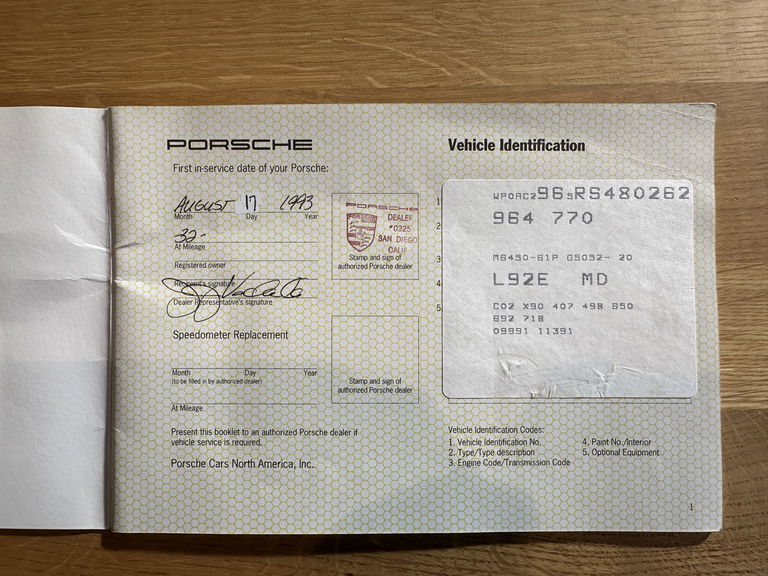 PORSCHE
First in-service date of your Porsche:
AUGUST 17 1993
Month Day Year
32-
At Mileage
Registered owner
Recipient's signature
Dealer Representative's signature
PORSCHE
DEALER
#0325
SAN DIEGO
CALIF
Stamp and sign of
authorized Porsche dealer
Speedometer Replacement
Month Day Year
(to be filled in by authorized dealer)
At Mileage
Stamp and sign of
authorized Porsche dealer
Present this booklet to an authorized Porsche dealer if
vehicle service is required.
Porsche Cars North America, Inc.
Vehicle Identification
1
2
3
4
5
WP0AC296 RS480262
964 770
M6450-61P G5052- 20
L92E MD
C02 X90 407 498 650
692 718
09991 11391
Vehicle Identification Codes:
1. Vehicle Identification No.
2. Type/Type description
3. Engine Code/Transmission Code
4. Paint No./Interior
5. Optional Equipment
1